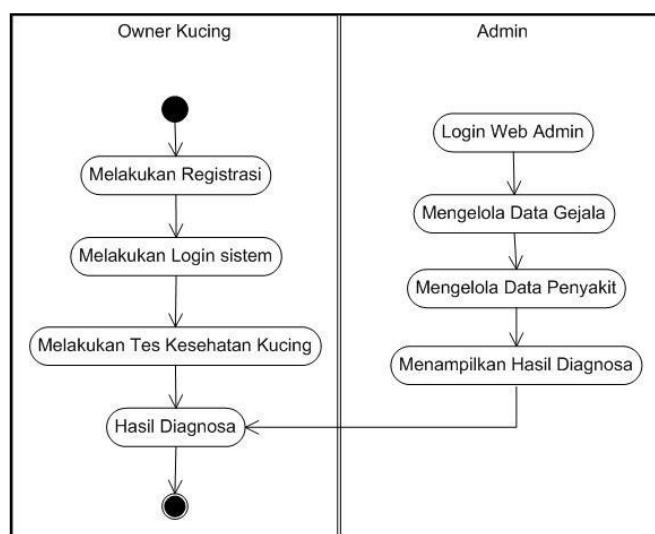 Owner Kucing
Melakukan Registrasi
Melakukan Login sistem
Melakukan Tes Kesehatan Kucing
Hasil Diagnosa
Admin
Login Web Admin
Mengelola Data Gejala
Mengelola Data Penyakit
Menampilkan Hasil Diagnosa